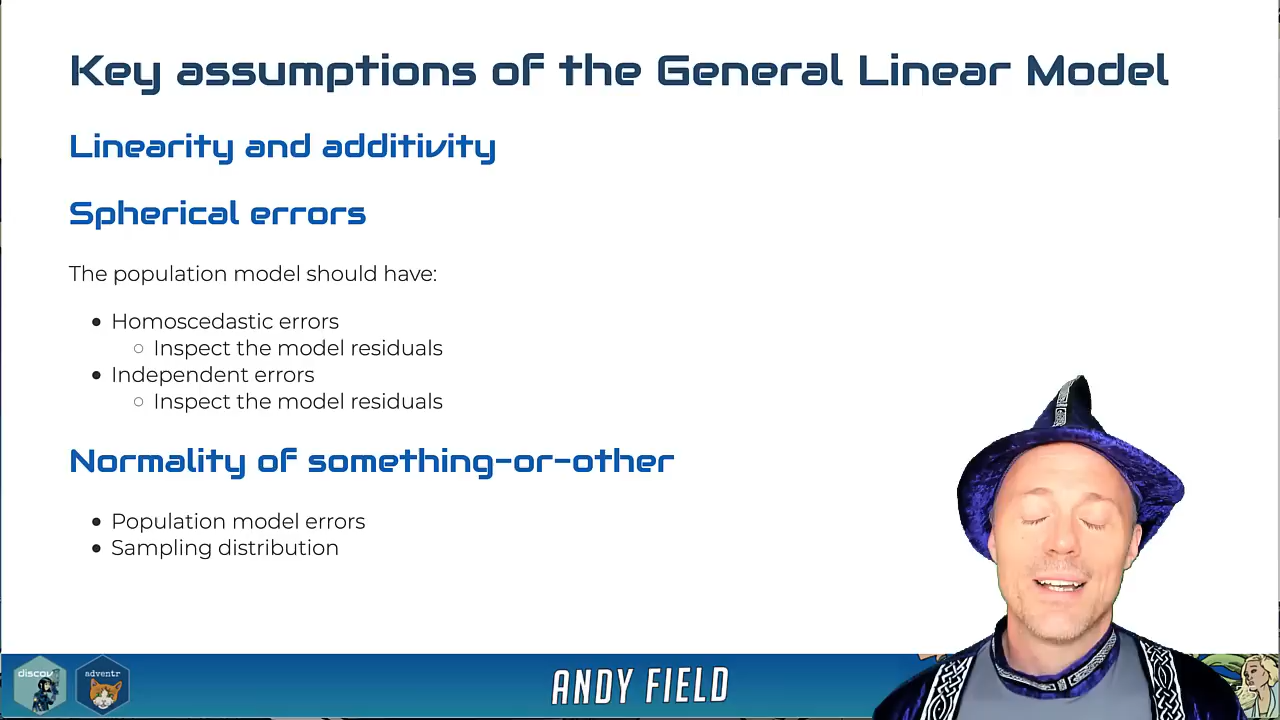 Key assumptions of the General Linear Model
Linearity and additivity
Spherical errors
The population model should have:
Homoscedastic errors
Inspect the model residuals
Independent errors
Inspect the model residuals
Normality of something-or-other
Population model errors
Sampling distribution
discov
adventr
ANDY FIELD